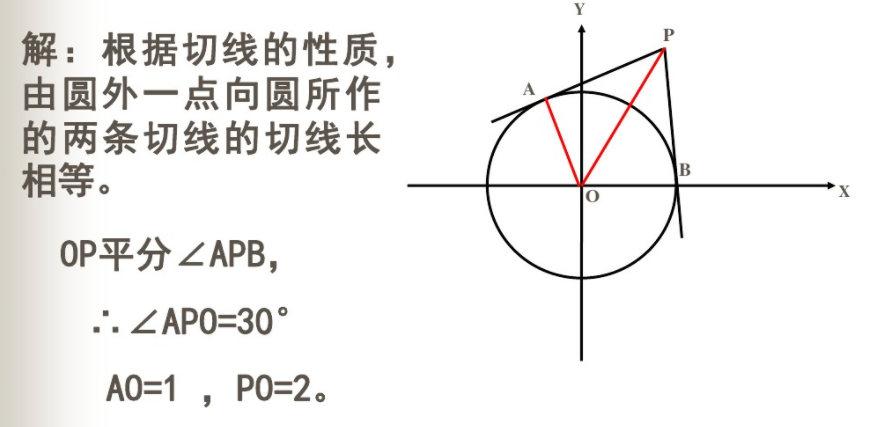 解：根据切线的性质，
由圆外一点向圆所作
的两条切线的切线长
相等。
OP平分∠APB，
∴∠APO=30°
AO=1 ，PO=2。
Y
P
A
B
O
X